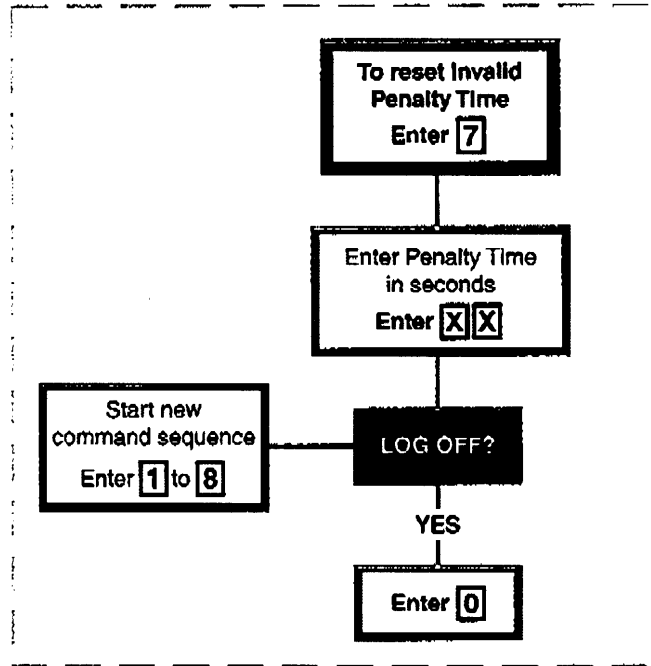 To reset Invalid
Penalty Time
Enter 7
Enter Penalty Time
in seconds
Enter X X
Start new
command sequence
Enter 1 to 8
LOG OFF?
YES
Enter 0